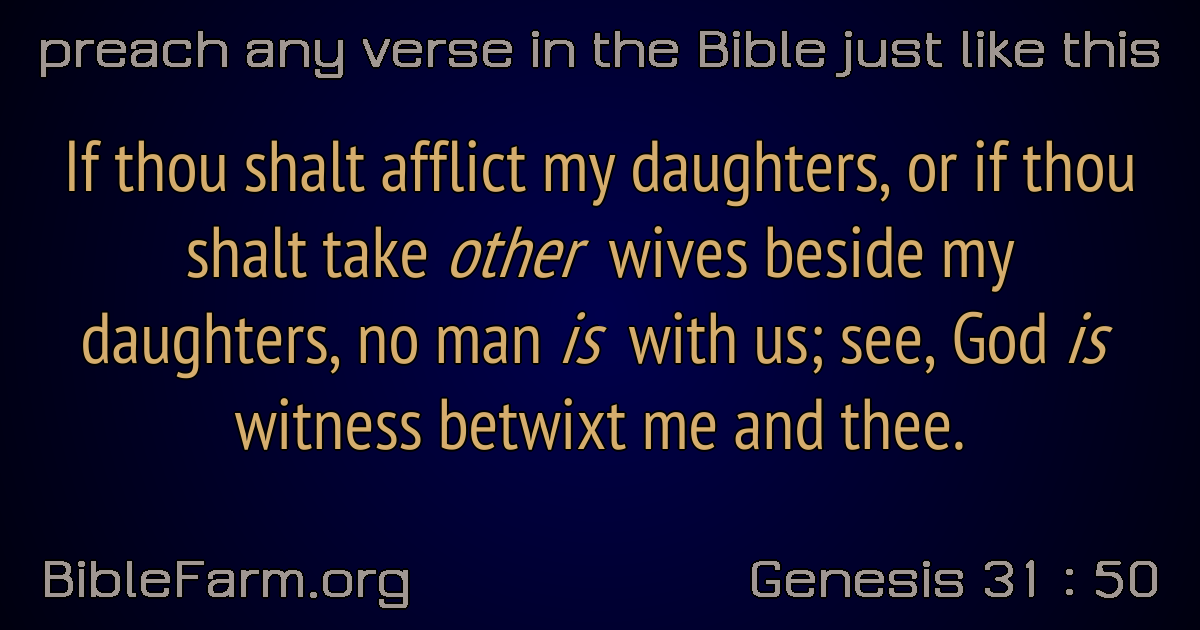 preach any verse in the Bible just like this
If thou shalt afflict my daughters, or if thou
shalt take other wives beside my
daughters, no man is with us; see, God is
witness betwixt me and thee.
BibleFarm.org
Genesis 31 : 50